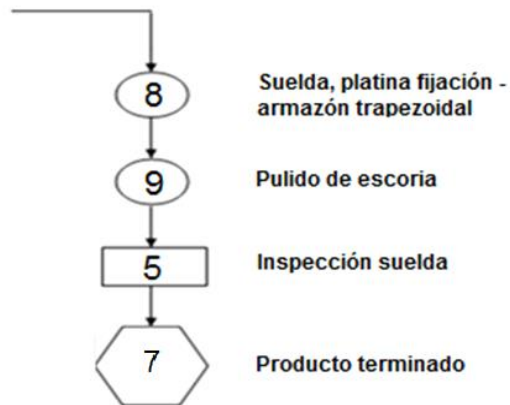 8
Suelda, platina fijación -
armazón trapezoidal
9
Pulido de escoria
5
Inspección suelda
7
Producto terminado